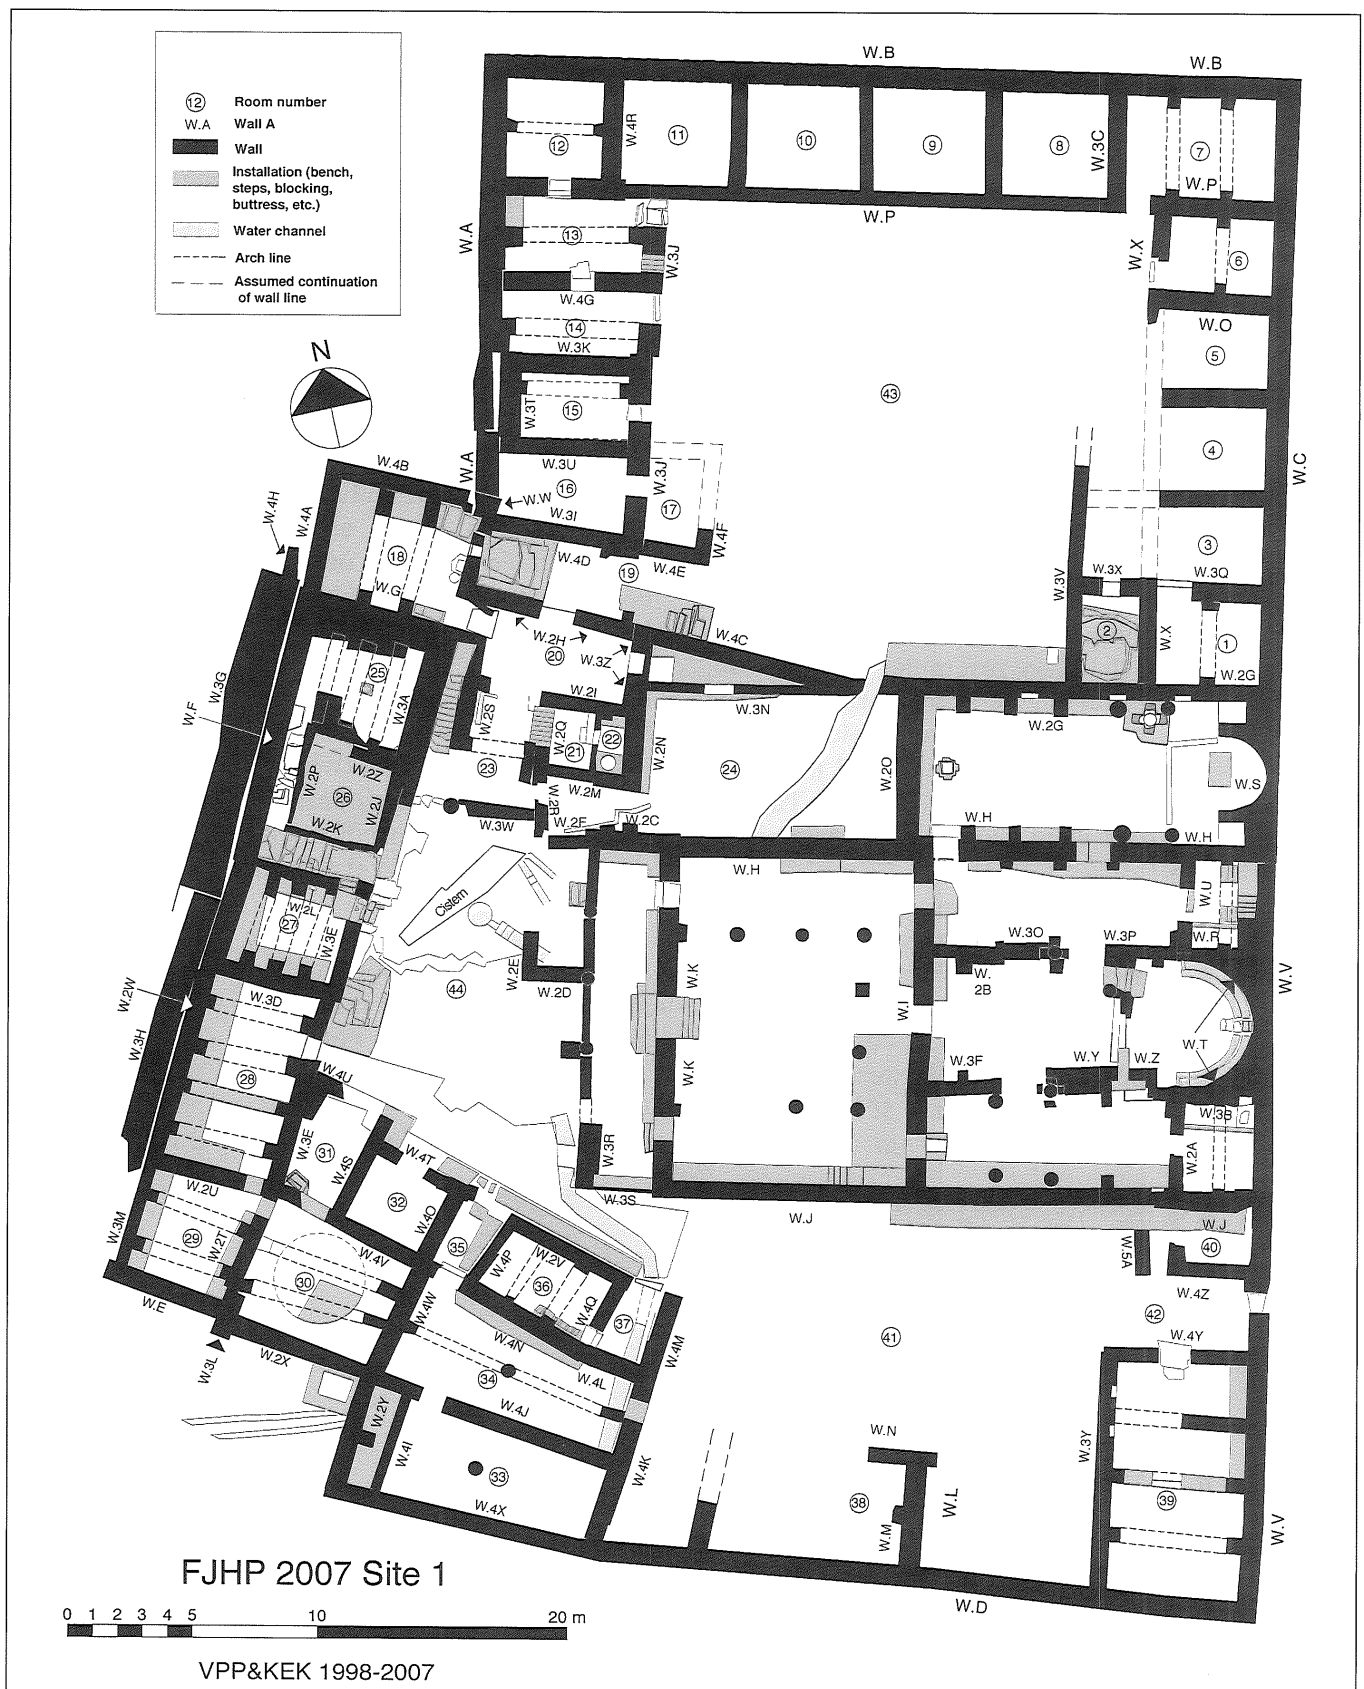 W.B
W.B
12 Room number
W.A Wall A
Wall
Installation (bench,
steps, blocking,
buttress, etc.)
Water channel
Arch line
Assumed continuation
of wall line
N
W.4R
11
10
9
8
W.3C
7
W.P
12
W.P
W.A
13
W.3J
W.X
6
W.4G
14
W.3K
W.O
5
W.3T
15
43
4
W.C
W.A
W.3U
16
W.W
W.3I
W.3J
17
W.4F
W.4B
W.4H
W.4A
18
W.G
W.4D
19
W.4E
3
W.3X
W.3Q
W.3V
2
W.X
1
W.2G
W.4C
W.2H
20
W.3Z
W.3G
25
W.3A
W.F
W.2I
W.2S
W.2Q
21
22
W.2N
W.3N
W.2G
23
24
W.2O
W.S
W.2P
W.2Z
26
W.2J
W.2K
W.2M
W.2R
W.2F
W.2C
W.3W
W.H
W.H
W.H
Cistern
W.2L
27
W.3E
W.U
W.R
W.3O
W.3P
W.2E
W.2D
W.K
W.I
W.
2B
W.V
44
W.2W
W.3D
W.3H
28
W.4U
W.K
W.3F
W.Y
W.Z
W.T
W.3B
W.2A
W.3E
31
W.4S
W.4T
W.3R
W.3S
W.2U
32
W.4O
W.J
W.J
W.3M
29
W.2T
W.4V
35
W.4P
W.2V
36
W.4Q
40
W.5A
30
W.4W
37
W.4Z
42
W.E
W.4N
W.4M
41
W.4Y
W.3L
W.2X
34
W.4L
W.2Y
W.4J
W.4I
33
W.4K
W.N
W.3Y
W.4X
38
W.M
W.L
39
W.V
W.D
FJHP 2007 Site 1
0 1 2 3 4 5 10 20 m
VPP&KEK 1998-2007